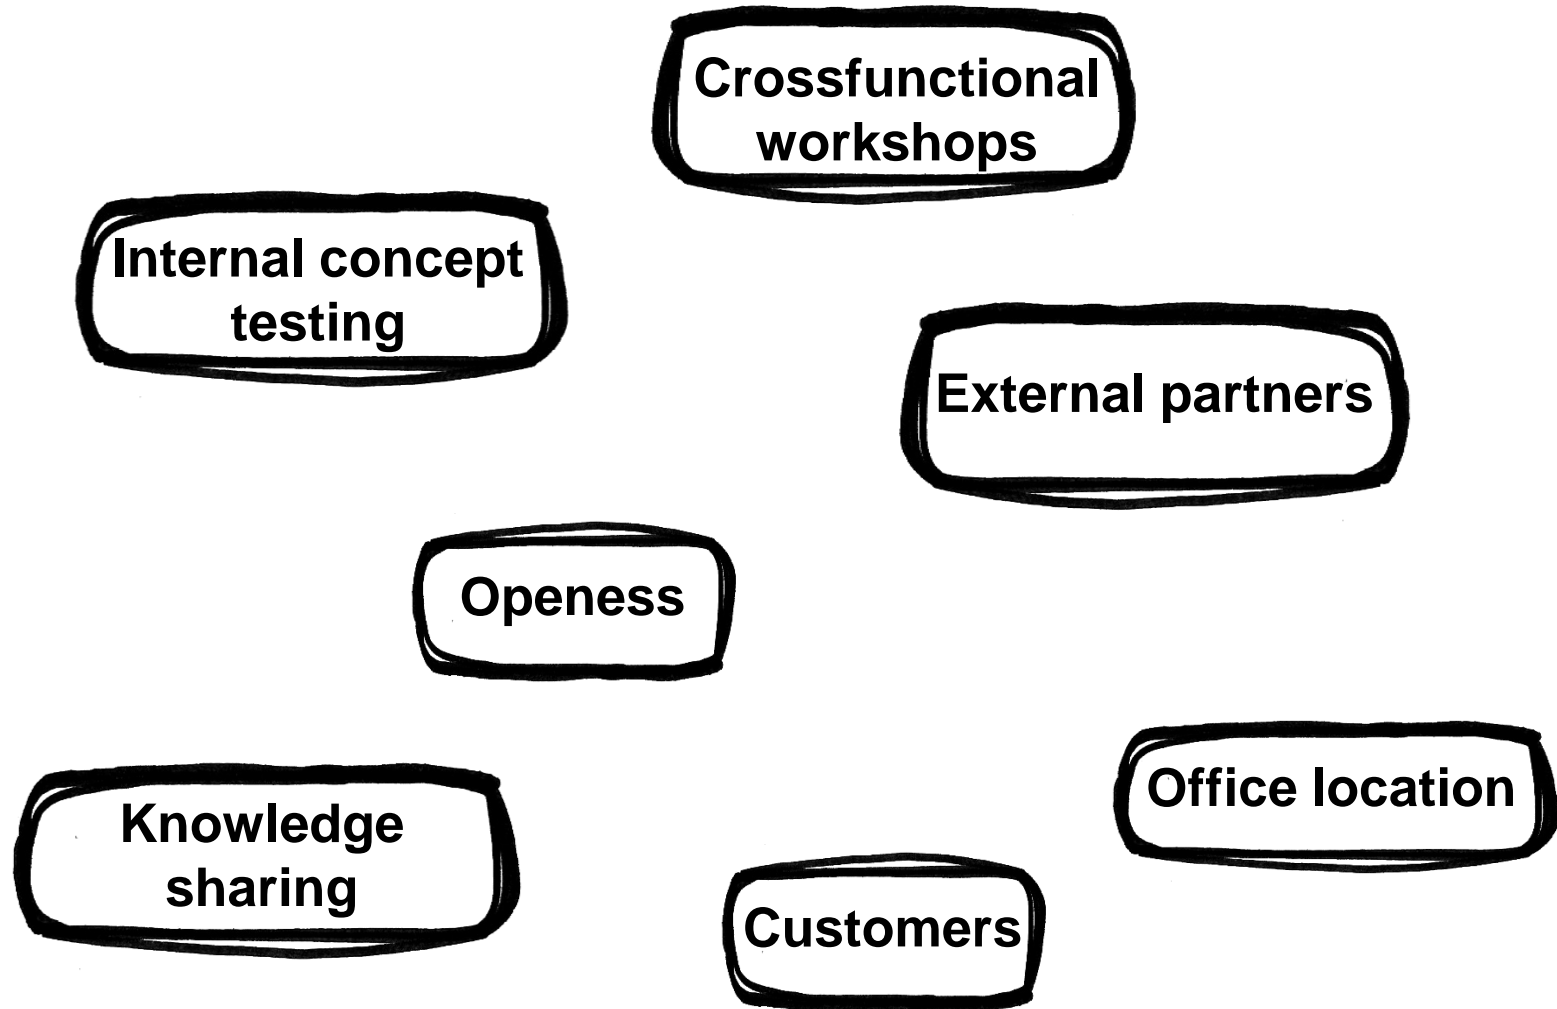 Crossfunctional
workshops
Internal concept
testing
External partners
Openess
Office location
Knowledge
sharing
Customers